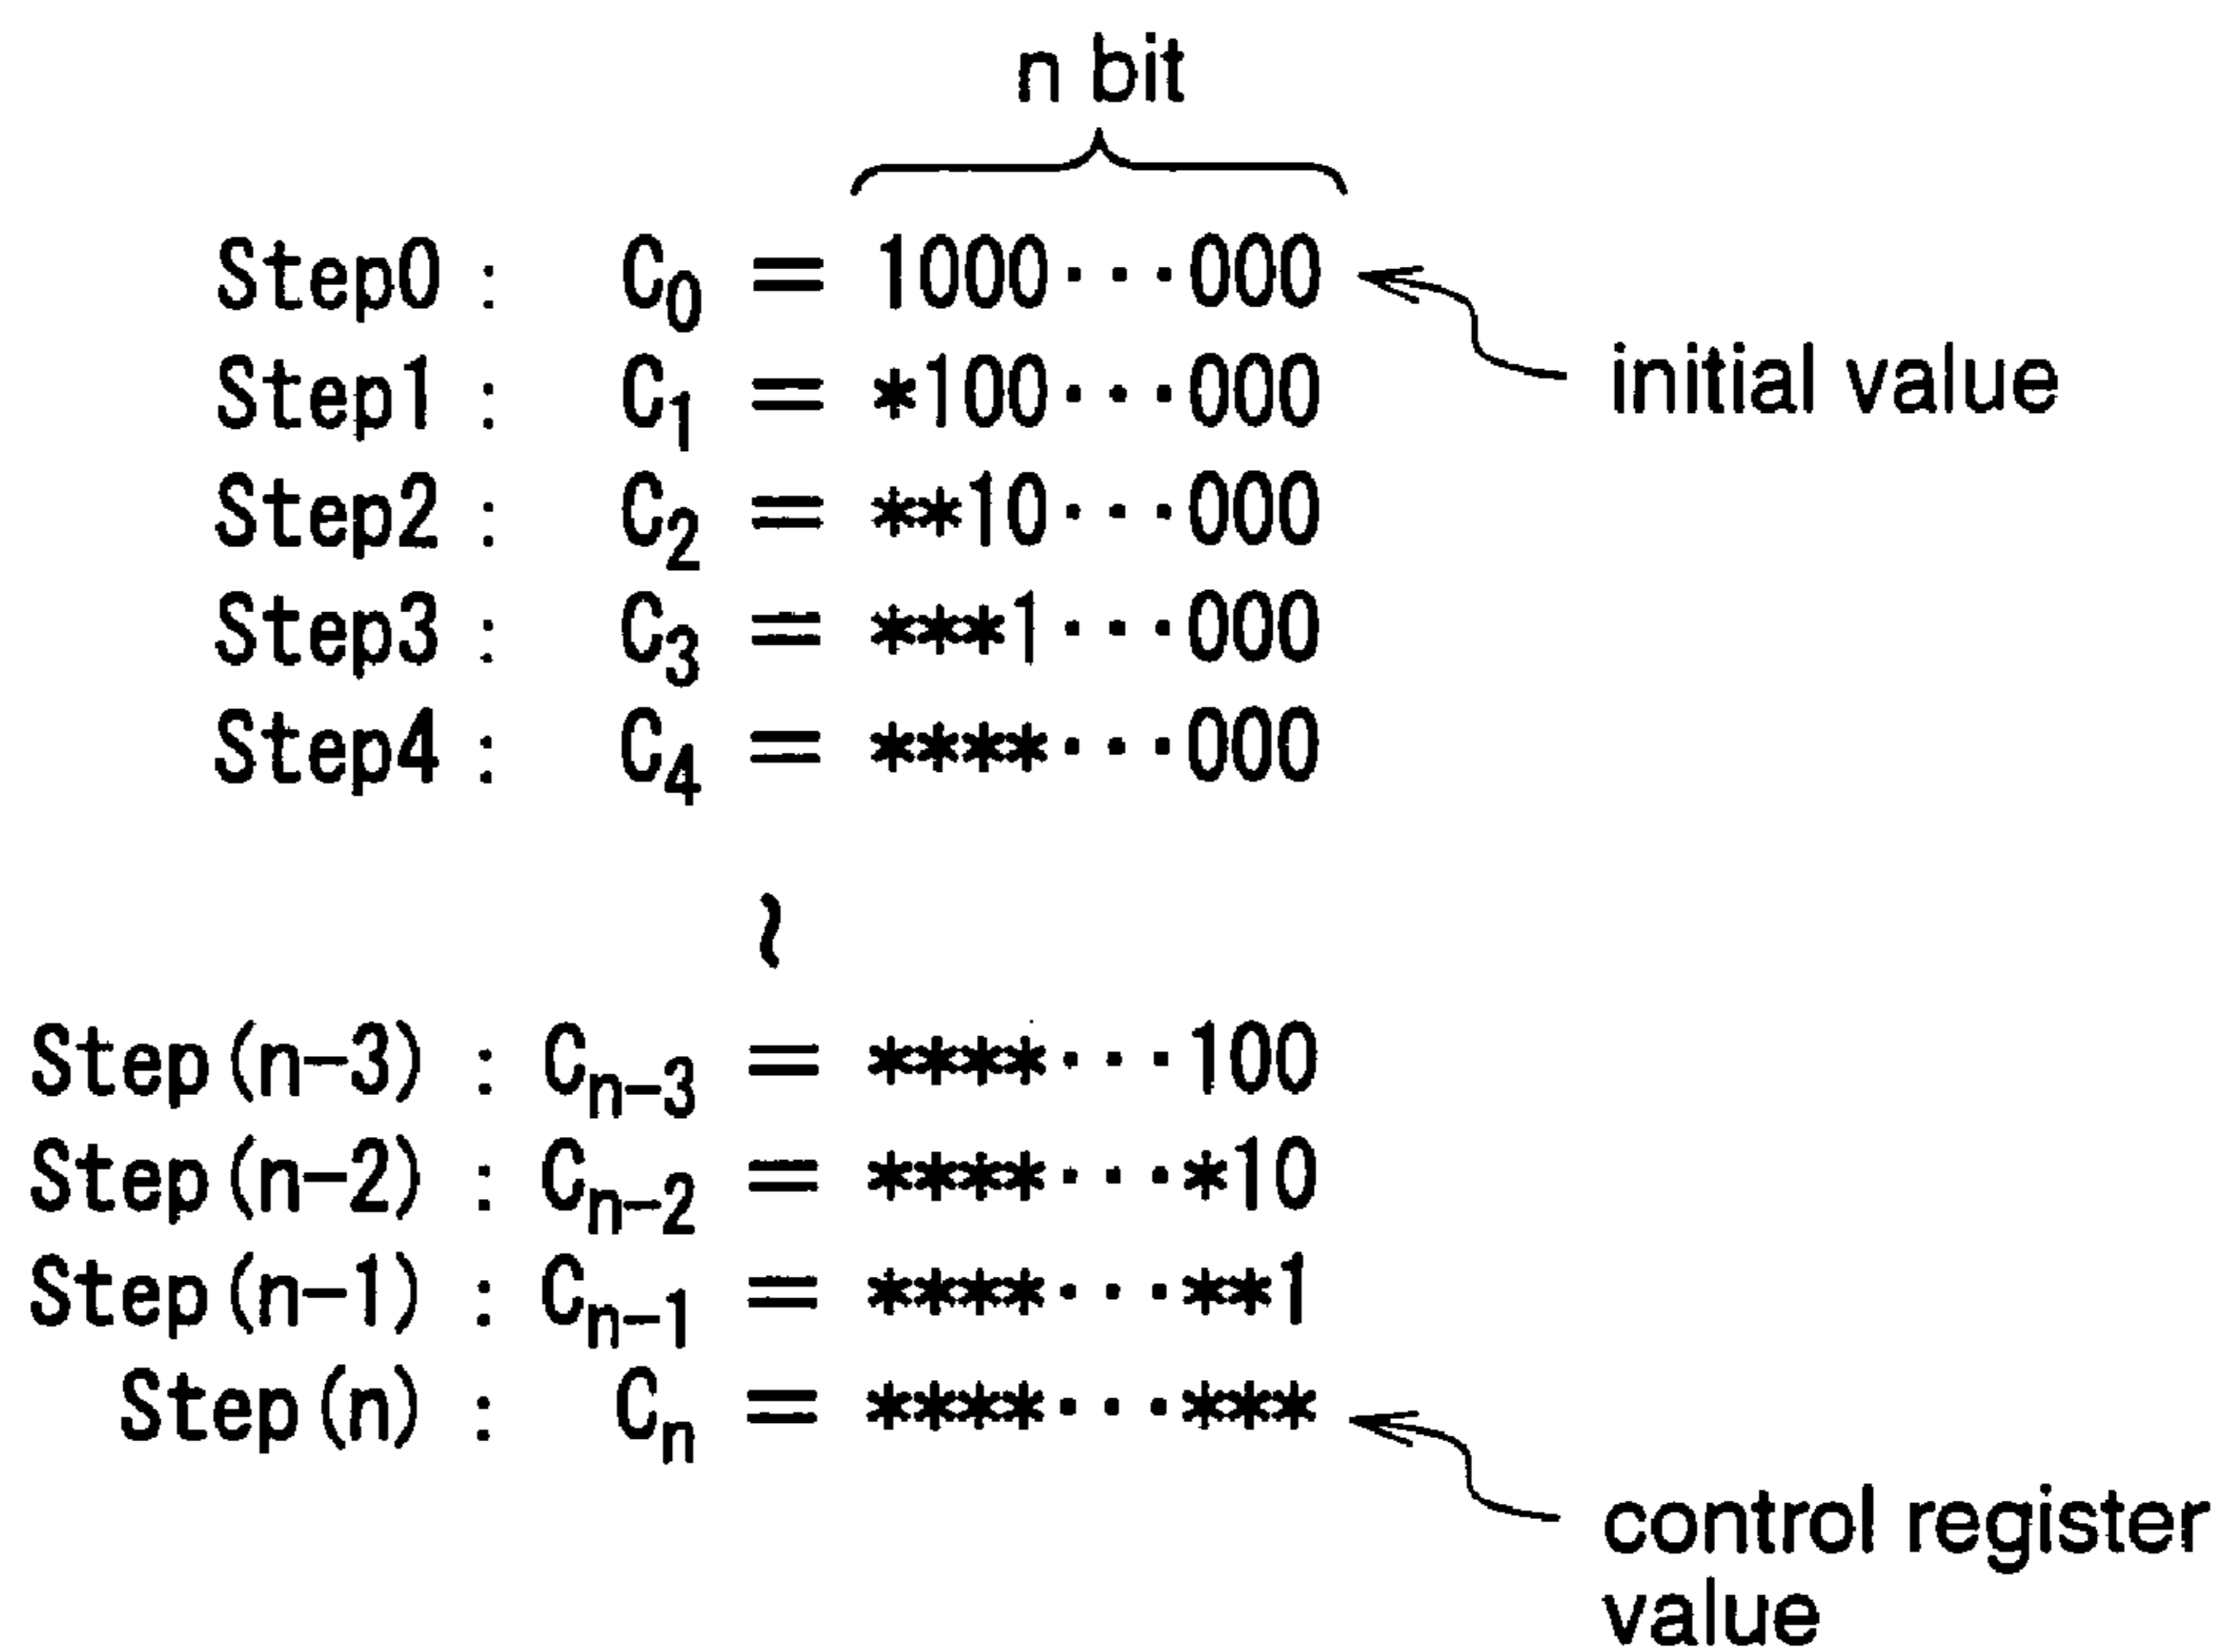 n bit
Step0 : C₀ = 1000···000
initial value
Step1 : C₁ = *100···000
Step2 : C₂ = **10···000
Step3 : C₃ = ***1···000
Step4 : C₄ = ****···000
~
Step(n-3) : Cₙ₋₃ = ****···100
Step(n-2) : Cₙ₋₂ = ****···*10
Step(n-1) : Cₙ₋₁ = ****···**1
Step(n) : Cₙ = ****···***
control register
value